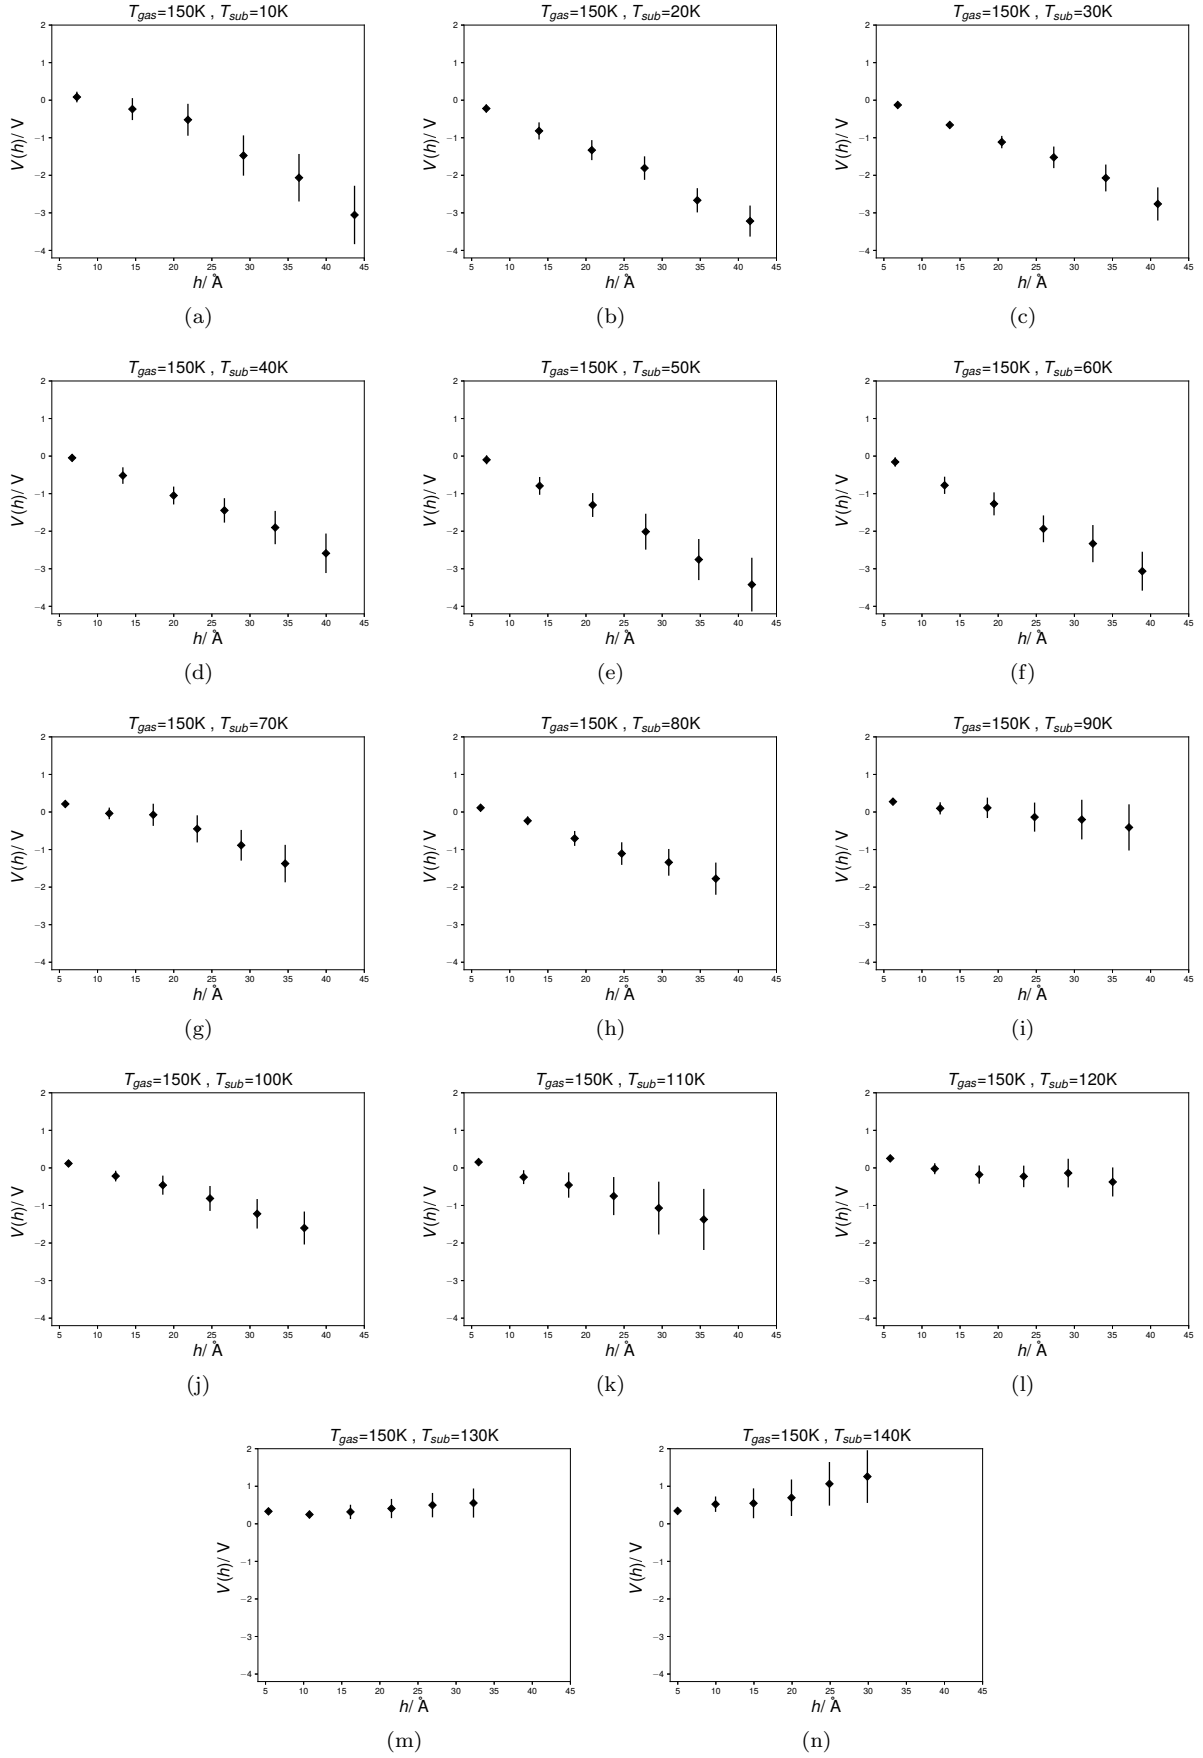 T_gas=150K , T_sub=10K
2
1
0
−1
−2
−3
−4
V(h)/ V
5 10 15 20 25 30 35 40 45
h/ Å
(a)
T_gas=150K , T_sub=20K
2
1
0
−1
−2
−3
−4
V(h)/ V
5 10 15 20 25 30 35 40 45
h/ Å
(b)
T_gas=150K , T_sub=30K
2
1
0
−1
−2
−3
−4
V(h)/ V
5 10 15 20 25 30 35 40 45
h/ Å
(c)
T_gas=150K , T_sub=40K
2
1
0
−1
−2
−3
−4
V(h)/ V
5 10 15 20 25 30 35 40 45
h/ Å
(d)
T_gas=150K , T_sub=50K
2
1
0
−1
−2
−3
−4
V(h)/ V
5 10 15 20 25 30 35 40 45
h/ Å
(e)
T_gas=150K , T_sub=60K
2
1
0
−1
−2
−3
−4
V(h)/ V
5 10 15 20 25 30 35 40 45
h/ Å
(f)
T_gas=150K , T_sub=70K
2
1
0
−1
−2
−3
−4
V(h)/ V
5 10 15 20 25 30 35 40 45
h/ Å
(g)
T_gas=150K , T_sub=80K
2
1
0
−1
−2
−3
−4
V(h)/ V
5 10 15 20 25 30 35 40 45
h/ Å
(h)
T_gas=150K , T_sub=90K
2
1
0
−1
−2
−3
−4
V(h)/ V
5 10 15 20 25 30 35 40 45
h/ Å
(i)
T_gas=150K , T_sub=100K
2
1
0
−1
−2
−3
−4
V(h)/ V
5 10 15 20 25 30 35 40 45
h/ Å
(j)
T_gas=150K , T_sub=110K
2
1
0
−1
−2
−3
−4
V(h)/ V
5 10 15 20 25 30 35 40 45
h/ Å
(k)
T_gas=150K , T_sub=120K
2
1
0
−1
−2
−3
−4
V(h)/ V
5 10 15 20 25 30 35 40 45
h/ Å
(l)
T_gas=150K , T_sub=130K
2
1
0
−1
−2
−3
−4
V(h)/ V
5 10 15 20 25 30 35 40 45
h/ Å
(m)
T_gas=150K , T_sub=140K
2
1
0
−1
−2
−3
−4
V(h)/ V
5 10 15 20 25 30 35 40 45
h/ Å
(n)